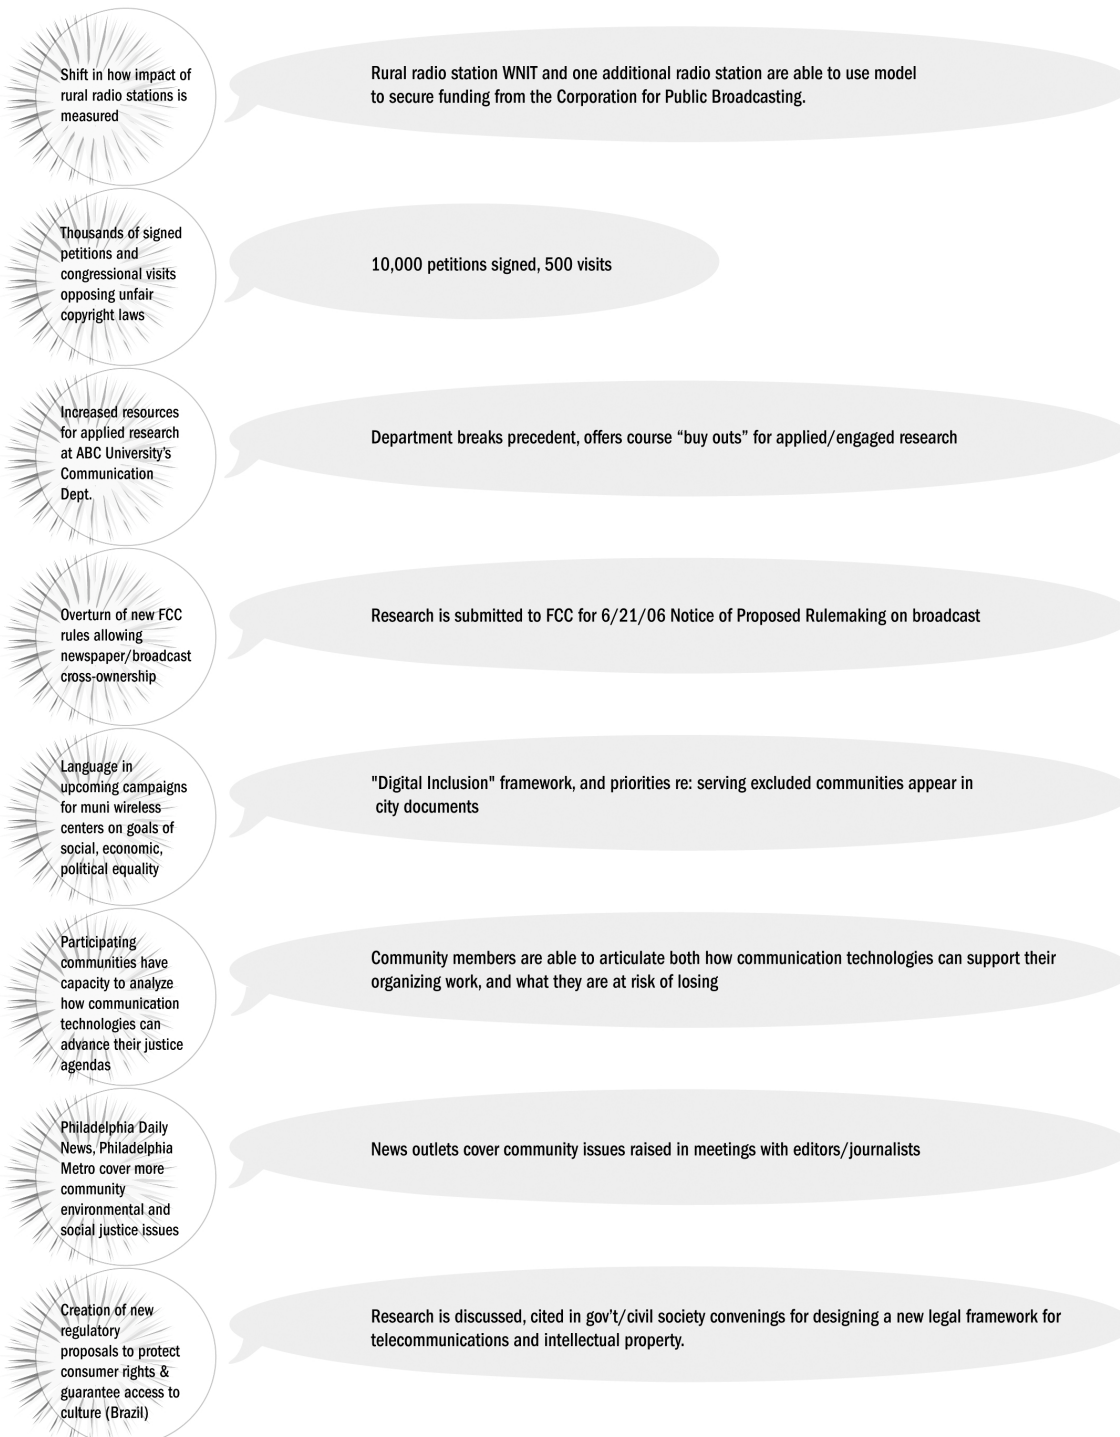 Shift in how impact of
rural radio stations is
measured
Rural radio station WNIT and one additional radio station are able to use model
to secure funding from the Corporation for Public Broadcasting.
Thousands of signed
petitions and
congressional visits
opposing unfair
copyright laws
10,000 petitions signed, 500 visits
Increased resources
for applied research
at ABC University's
Communication
Dept.
Department breaks precedent, offers course “buy outs” for applied/engaged research
Overturn of new FCC
rules allowing
newspaper/broadcast
cross-ownership
Research is submitted to FCC for 6/21/06 Notice of Proposed Rulemaking on broadcast
Language in
upcoming campaigns
for muni wireless
centers on goals of
social, economic,
political equality
"Digital Inclusion" framework, and priorities re: serving excluded communities appear in
city documents
Participating
communities have
capacity to analyze
how communication
technologies can
advance their justice
agendas
Community members are able to articulate both how communication technologies can support their
organizing work, and what they are at risk of losing
Philadelphia Daily
News, Philadelphia
Metro cover more
community
environmental and
social justice issues
News outlets cover community issues raised in meetings with editors/journalists
Creation of new
regulatory
proposals to protect
consumer rights &
guarantee access to
culture (Brazil)
Research is discussed, cited in gov't/civil society convenings for designing a new legal framework for
telecommunications and intellectual property.